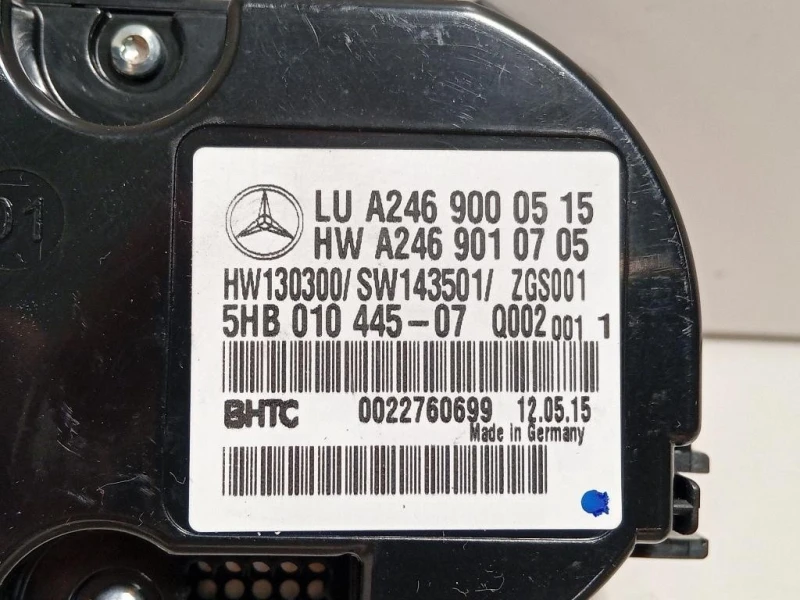 LU A246 900 05 15
HW A246 901 07 05
HW130300/ SW143501/ ZGS001
5HB 010 445-07 Q002 001 1
BHTC 0022760699 12.05.15
Made in Germany